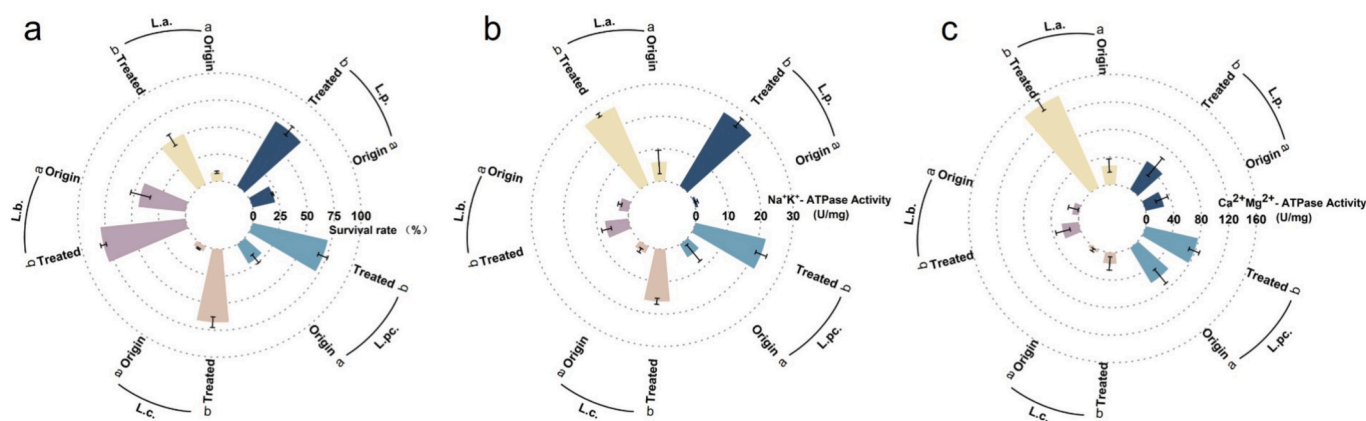 a
L.a.
b Treated
a Origin
Treated b
L.p.
Origin a
a Origin
L.b.
b Treated
0 25 50 75 100
Survival rate (%)
Treated b
L.pc.
Origin a
a Origin
Treated b
L.c.
b
L.a.
b Treated
a Origin
Treated b
L.p.
Origin a
a Origin
L.b.
b Treated
Na⁺K⁺- ATPase Activity
0 10 20 30 (U/mg)
Treated b
L.pc.
Origin a
a Origin
Treated b
L.c.
c
L.a.
b Treated
a Origin
Treated b
L.p.
Origin a
a Origin
L.b.
b Treated
Ca²⁺Mg²⁺- ATPase Activity
0 40 80 120 160 (U/mg)
Treated b
L.pc.
Origin a
a Origin
Treated b
L.c.